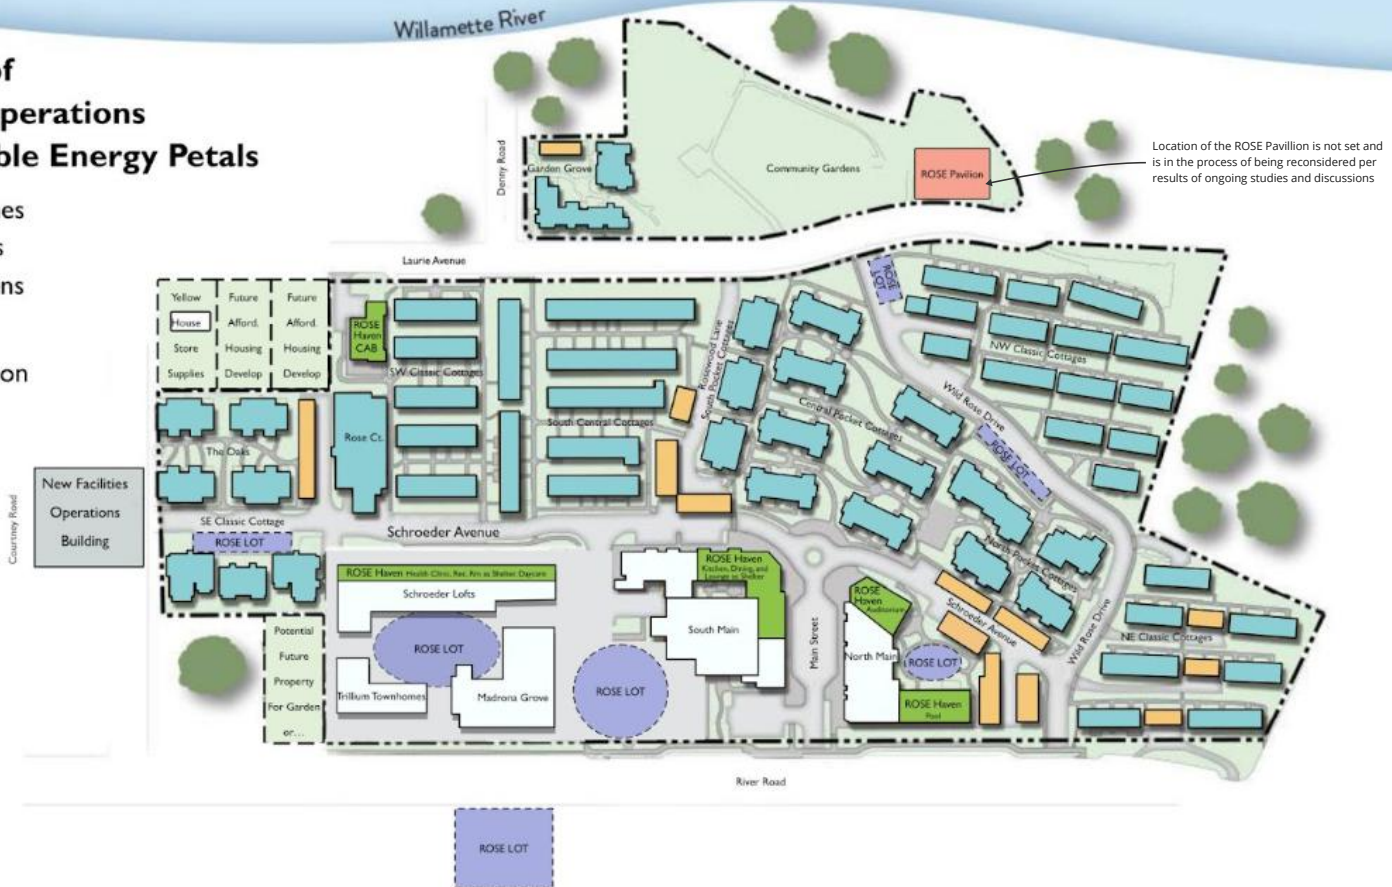 Willamette River
of
perations
ble Energy Petals
es
s
ns
on
Denny Road
Garden Grove
Community Gardens
ROSE Pavilion
Location of the ROSE Pavillion is not set and
is in the process of being reconsidered per
results of ongoing studies and discussions
Laurie Avenue
Yellow
House
Store
Supplies
Future
Afford.
Housing
Develop
Future
Afford.
Housing
Develop
ROSE
Haven
CAB
SW Classic Cottages
Rosewood Lane
South Pocket Cottages
ROSE
LOT
NW Classic Cottages
Wild Rose Drive
Central Pocket Cottages
South Central Cottages
Rose Ct.
The Oaks
ROSE LOT
Courtney Road
New Facilities
Operations
Building
SE Classic Cottage
ROSE LOT
Schroeder Avenue
North Pocket Cottages
ROSE Haven Health Clinic, Rec. Rm as Shelter, Daycare
Schroeder Lofts
ROSE Haven
Kitchen, Dining, and
Lounge as Shelter
ROSE
Haven
Auditorium
Schroeder Avenue
Wild Rose Drive
NE Classic Cottages
Potential
Future
Property
For Garden
or...
ROSE LOT
South Main
Main Street
North Main
ROSE LOT
Trillium Townhomes
Madrona Grove
ROSE LOT
ROSE Haven
Pool
River Road
ROSE LOT